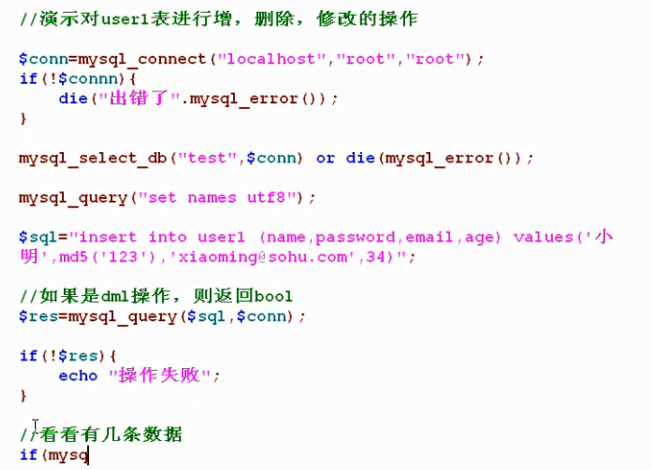 //演示对user1表进行增，删除，修改的操作
$conn=mysql_connect("localhost","root","root");
if(!$connn){
die("出错了".mysql_error());
}
mysql_select_db("test",$conn) or die(mysql_error());
mysql_query("set names utf8");
$sql="insert into user1 (name,password,email,age) values('小
明',md5('123'),'xiaoming@sohu.com',34)";
//如果是dml操作，则返回bool
$res=mysql_query($sql,$conn);
if(!$res){
echo "操作失败";
}
//看看有几条数据
if(mysq